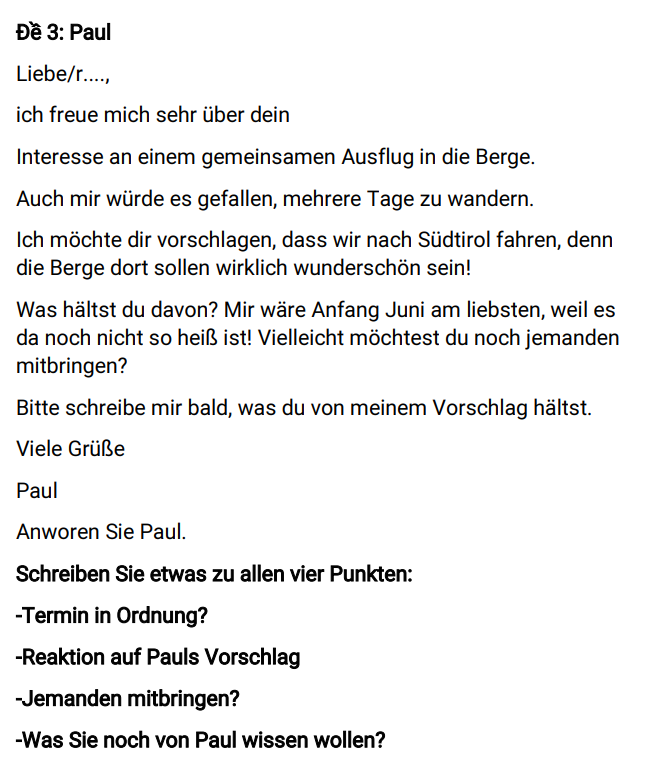 Đề 3: Paul
Liebe/r....,
ich freue mich sehr über dein
Interesse an einem gemeinsamen Ausflug in die Berge.
Auch mir würde es gefallen, mehrere Tage zu wandern.
Ich möchte dir vorschlagen, dass wir nach Südtirol fahren, denn
die Berge dort sollen wirklich wunderschön sein!
Was hältst du davon? Mir wäre Anfang Juni am liebsten, weil es
da noch nicht so heiß ist! Vielleicht möchtest du noch jemanden
mitbringen?
Bitte schreibe mir bald, was du von meinem Vorschlag hältst.
Viele Grüße
Paul
Anworen Sie Paul.
Schreiben Sie etwas zu allen vier Punkten:
-Termin in Ordnung?
-Reaktion auf Pauls Vorschlag
-Jemanden mitbringen?
-Was Sie noch von Paul wissen wollen?